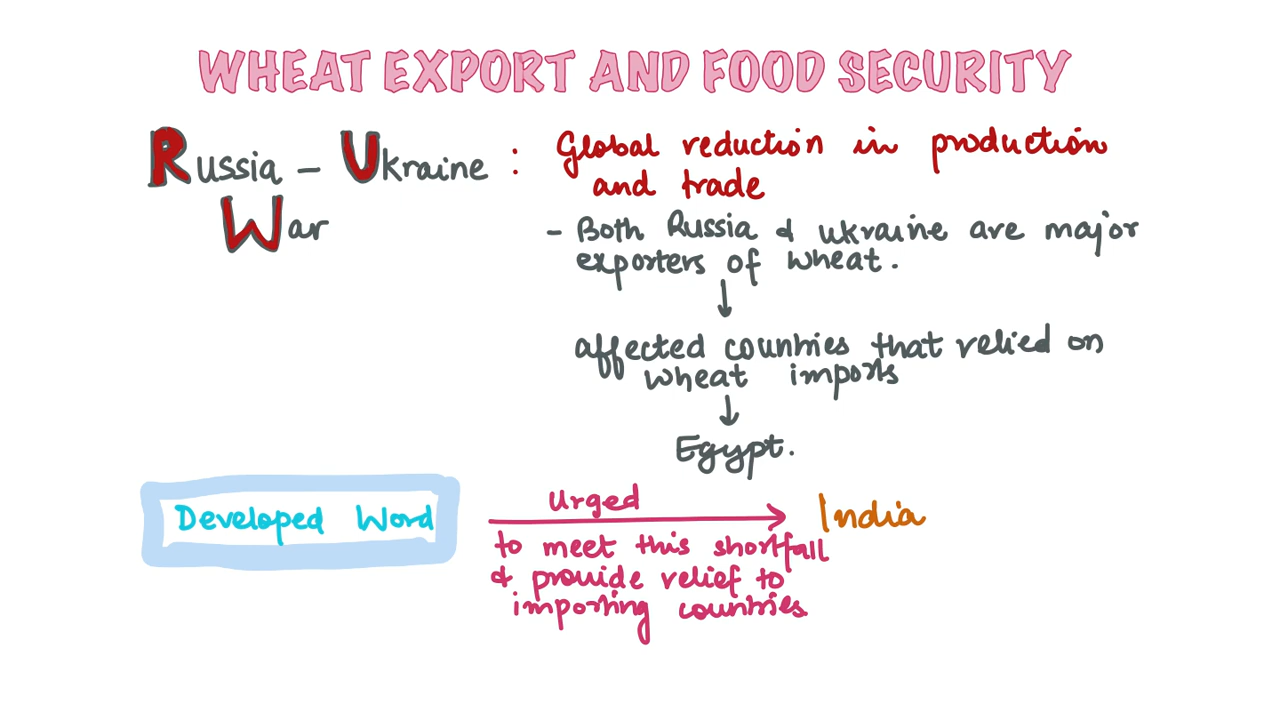 WHEAT EXPORT AND FOOD SECURITY
Russia - Ukraine :
War
Global reduction in production
and trade
- Both Russia & Ukraine are major
exporters of wheat.
↓
affected countries that relied on
wheat imports
↓
Egypt.
Developed Word
Urged
to meet this shortfall
& provide relief to
importing countries.
India